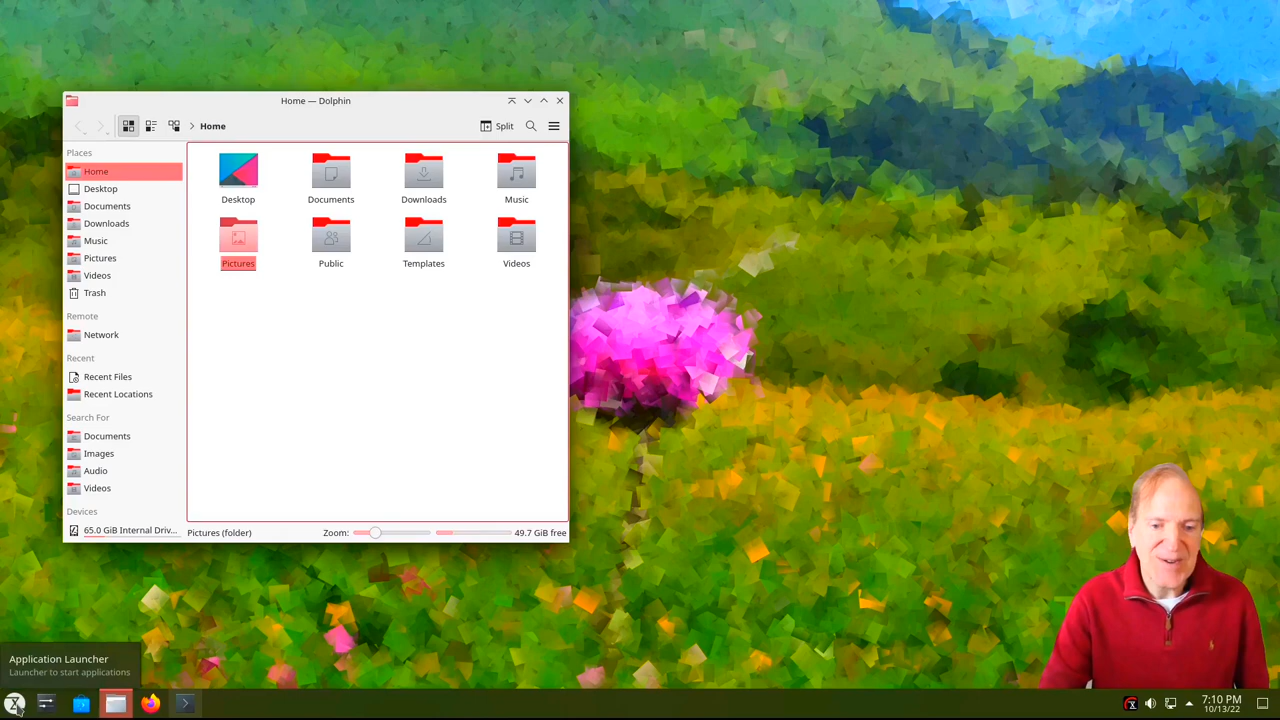 Home — Dolphin
Home
Split
Places
Home
Desktop
Documents
Downloads
Music
Pictures
Videos
Trash
Remote
Network
Recent
Recent Files
Recent Locations
Search For
Documents
Images
Audio
Videos
Devices
65.0 GiB Internal Driv...
Desktop
Documents
Downloads
Music
Pictures
Public
Templates
Videos
Pictures (folder)
Zoom:
49.7 GiB free
Application Launcher
Launcher to start applications
7:10 PM
10/13/22